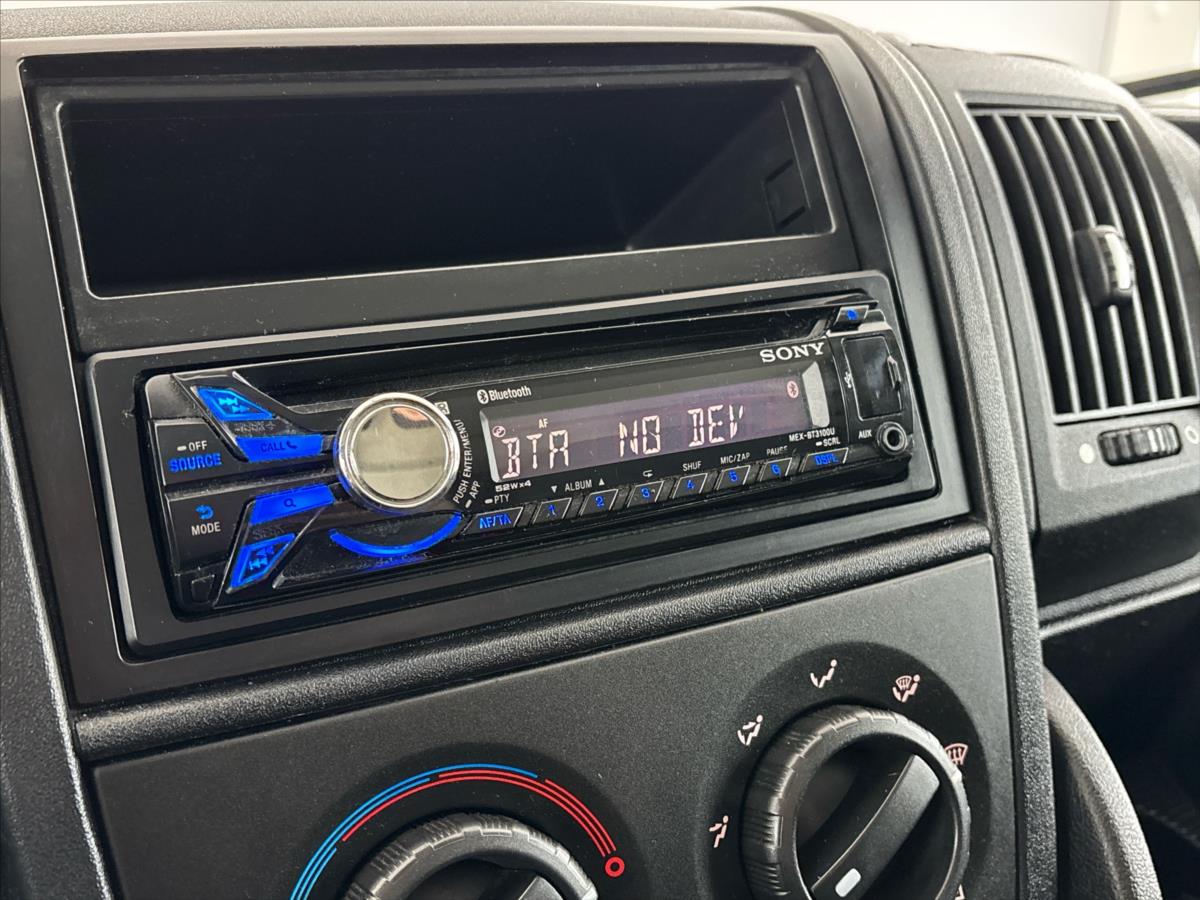 SONY
Bluetooth
OFF
SOURCE
CALL
MODE
PUSH ENTER/MENU
APP
AF
BTA NO DEV
MEX-BT3100U
52W×4
PTY
▼ ALBUM ▲
SHUF
MIC/ZAP
PAUSE
SCRL
AUX
AF/TA
1
2
3
4
5
6
DSPL